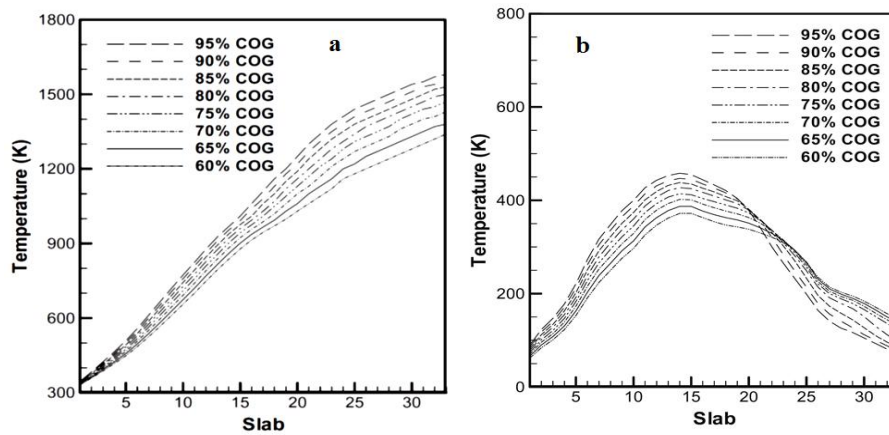 a
1800
1500
1200
900
600
300
Temperature (K)
95% COG
90% COG
85% COG
80% COG
75% COG
70% COG
65% COG
60% COG
5
10
15
20
25
30
Slab
b
800
600
400
200
0
Temperature (K)
95% COG
90% COG
85% COG
80% COG
75% COG
70% COG
65% COG
60% COG
5
10
15
20
25
30
Slab